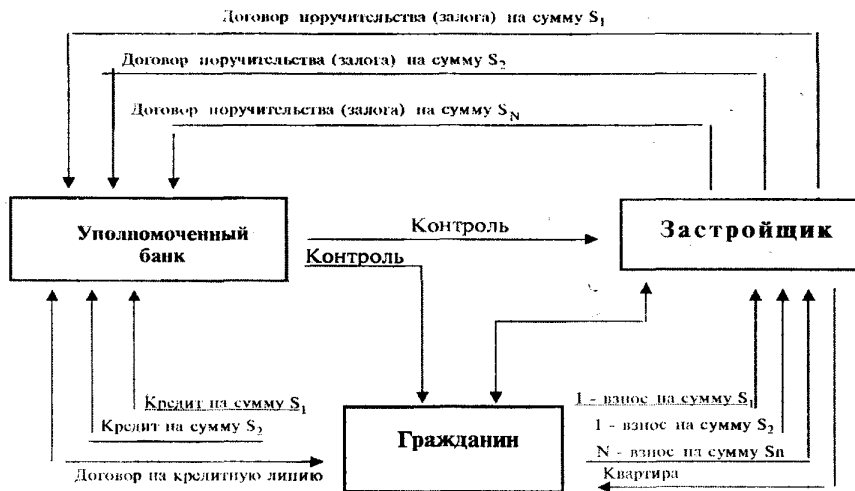 Договор поручительства (залога) на сумму S1
Договор поручительства (залога) на сумму S2
Договор поручительства (залога) на сумму SN
Уполпомоченный
банк
Контроль
Контроль
Застройщик
Кредит на сумму S1
Кредит на сумму S2
Договор на кредитную линию
Гражданин
1 - взнос на сумму S1
1 - взнос на сумму S2
N - взнос на сумму Sn
Квартира